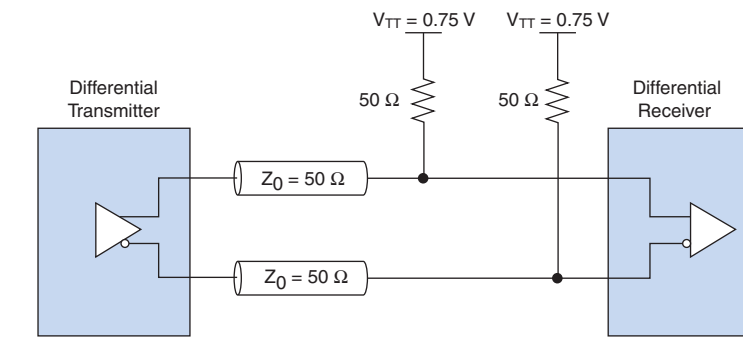 V_TT = 0.75 V V_TT = 0.75 V
Differential
Transmitter
50 Ω 50 Ω
Differential
Receiver
Z_0 = 50 Ω
Z_0 = 50 Ω